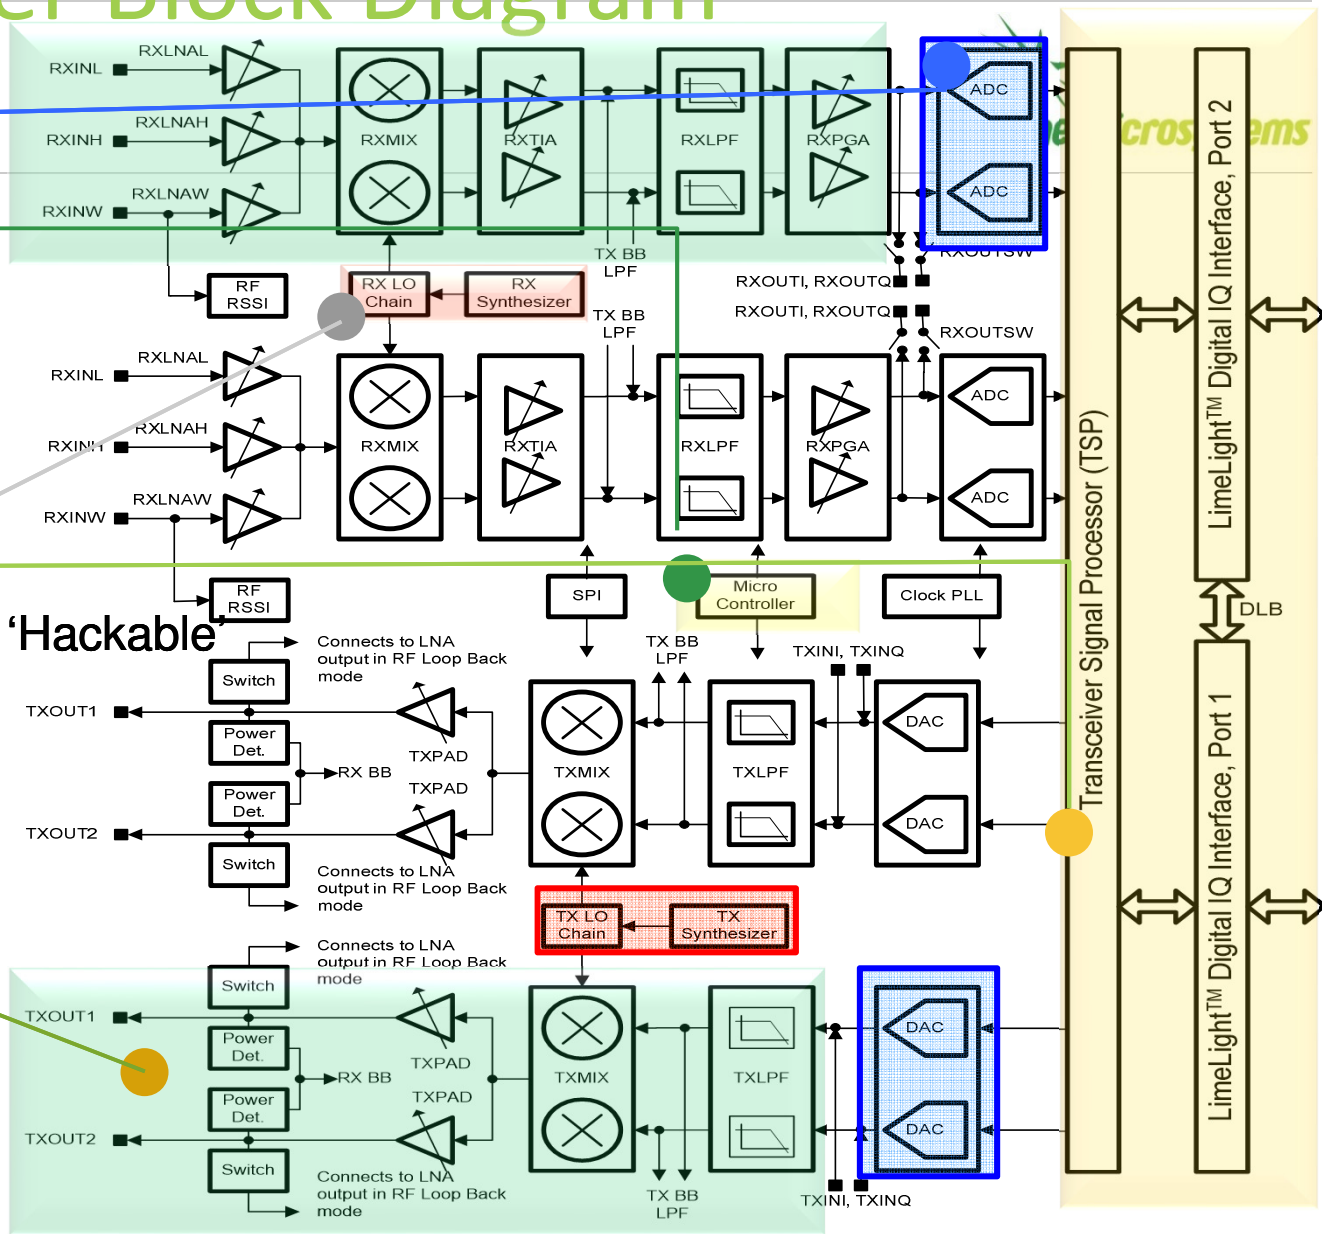 er Block Diagram
RXLNAL
RXINL
RXLNAH
RXINH
RXLNAW
RXINW
RXMIX
RXTIA
RXLPF
RXPGA
ADC
ADC
TX BB
LPF
RXOUTSW
RXOUTI, RXOUTQ
RF
RSSI
RX LO
Chain
RX
Synthesizer
TX BB
LPF
RXOUTI, RXOUTQ
RXOUTSW
RXLNAL
RXINL
RXLNAH
RXINH
RXLNAW
RXINW
RXMIX
RXTIA
RXLPF
RXPGA
ADC
ADC
RF
RSSI
SPI
Micro
Controller
Clock PLL
'Hackable'
Connects to LNA
output in RF Loop Back
mode
Switch
TXOUT1
Power
Det.
RX BB
Power
Det.
TXOUT2
Switch
Connects to LNA
output in RF Loop Back
mode
TXPAD
TXPAD
TXMIX
TX BB
LPF
TXLPF
TXINI, TXINQ
DAC
DAC
TX LO
Chain
TX
Synthesizer
Connects to LNA
output in RF Loop Back
mode
Switch
TXOUT1
Power
Det.
RX BB
Power
Det.
TXOUT2
Switch
Connects to LNA
output in RF Loop Back
mode
TXPAD
TXPAD
TXMIX
TX BB
LPF
TXLPF
DAC
DAC
TXINI, TXINQ
Transceiver Signal Processor (TSP)
LimeLight™ Digital IQ Interface, Port 2
DLB
LimeLight™ Digital IQ Interface, Port 1